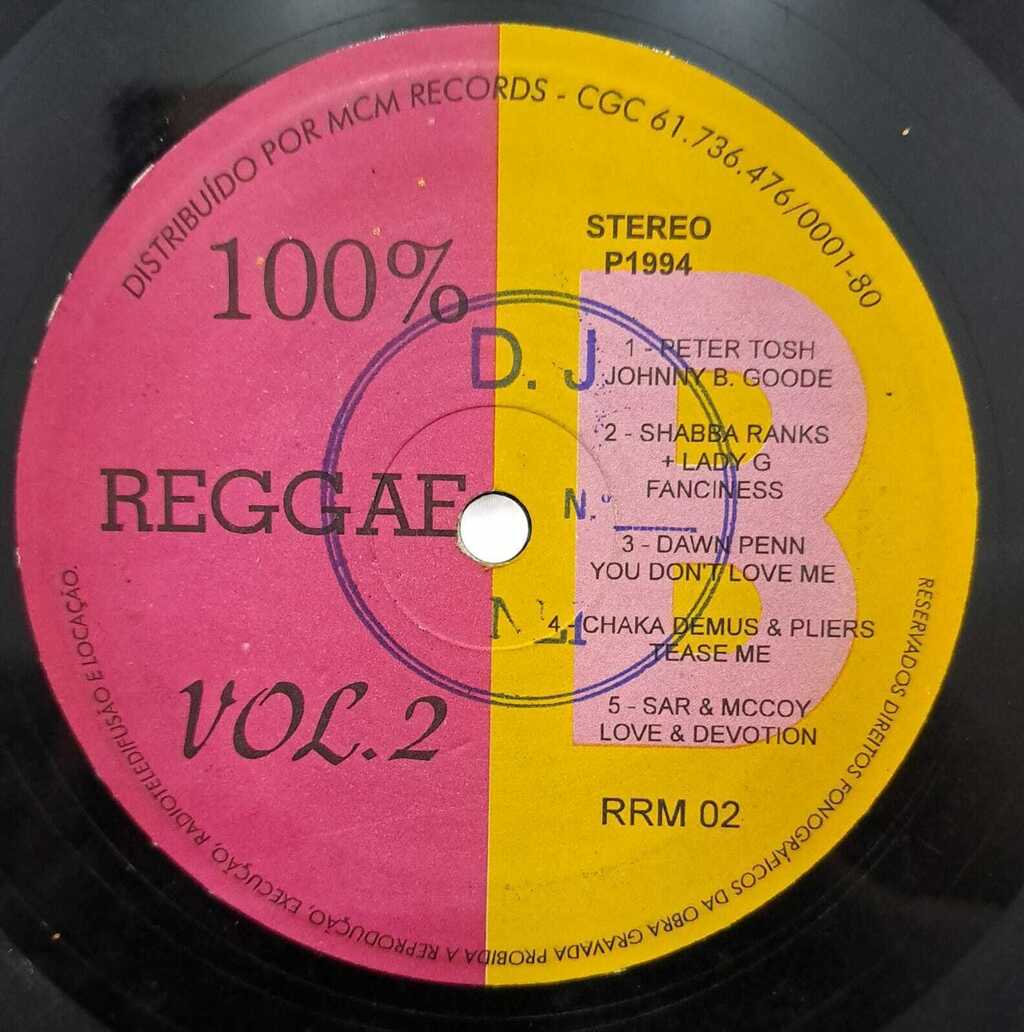 DISTRIBUÍDO POR MCM RECORDS - CGC 61.736.476/0001-80
100%
REGGAE
VOL.2
STEREO
P1994
B
D. J
N.º
1 - PETER TOSH
JOHNNY B. GOODE
2 - SHABBA RANKS
+ LADY G
FANCINESS
3 - DAWN PENN
YOU DON'T LOVE ME
4 - CHAKA DEMUS & PLIERS
TEASE ME
5 - SAR & MCCOY
LOVE & DEVOTION
RRM 02
RESERVADOS DIREITOS FONOGRÁFICOS DA OBRA GRAVADA PROBIDA A REPRODUÇÃO, EXECUÇÃO, RADIOTELEDIFUSÃO E LOCAÇÃO.